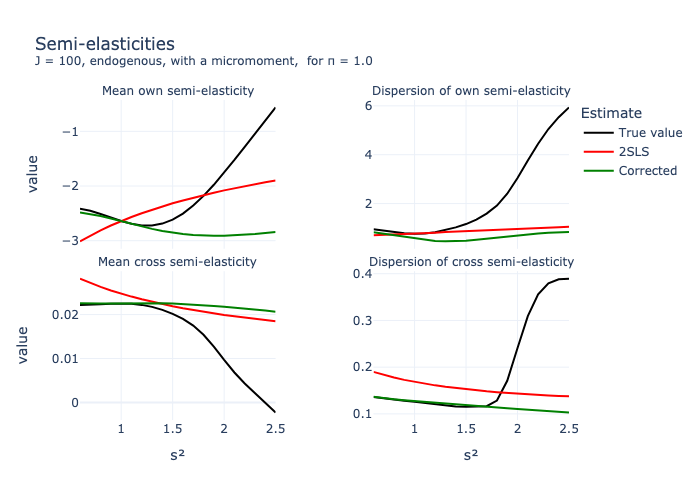 Semi-elasticities
J = 100, endogenous, with a micromoment,  for π = 1.0
Mean own semi-elasticity
Dispersion of own semi-elasticity
Estimate
True value
2SLS
Corrected
value
−1
−2
−3
6
4
2
Mean cross semi-elasticity
Dispersion of cross semi-elasticity
value
0.02
0.01
0
0.4
0.3
0.2
0.1
1
1.5
2
2.5
1
1.5
2
2.5
s²
s²